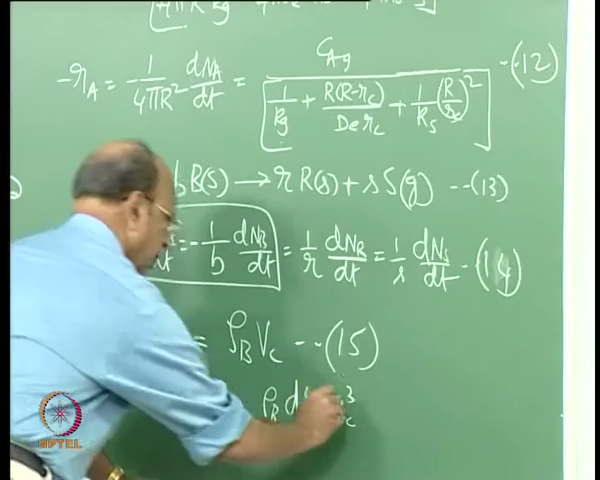 -r_A = -1/4πR² dN_A/dt = C_Ag / [1/kg + R(R-r_c)/De r_c + 1/k_s (R/r_c)²] --(12)
bB(s) → rR(s) + sS(g) ---(13)
= -1/b dN_B/dt = 1/r dN_R/dt = 1/s dN_s/dt -(14)
= ρ_B V_c ---(15)
ρ_B d
NPTEL